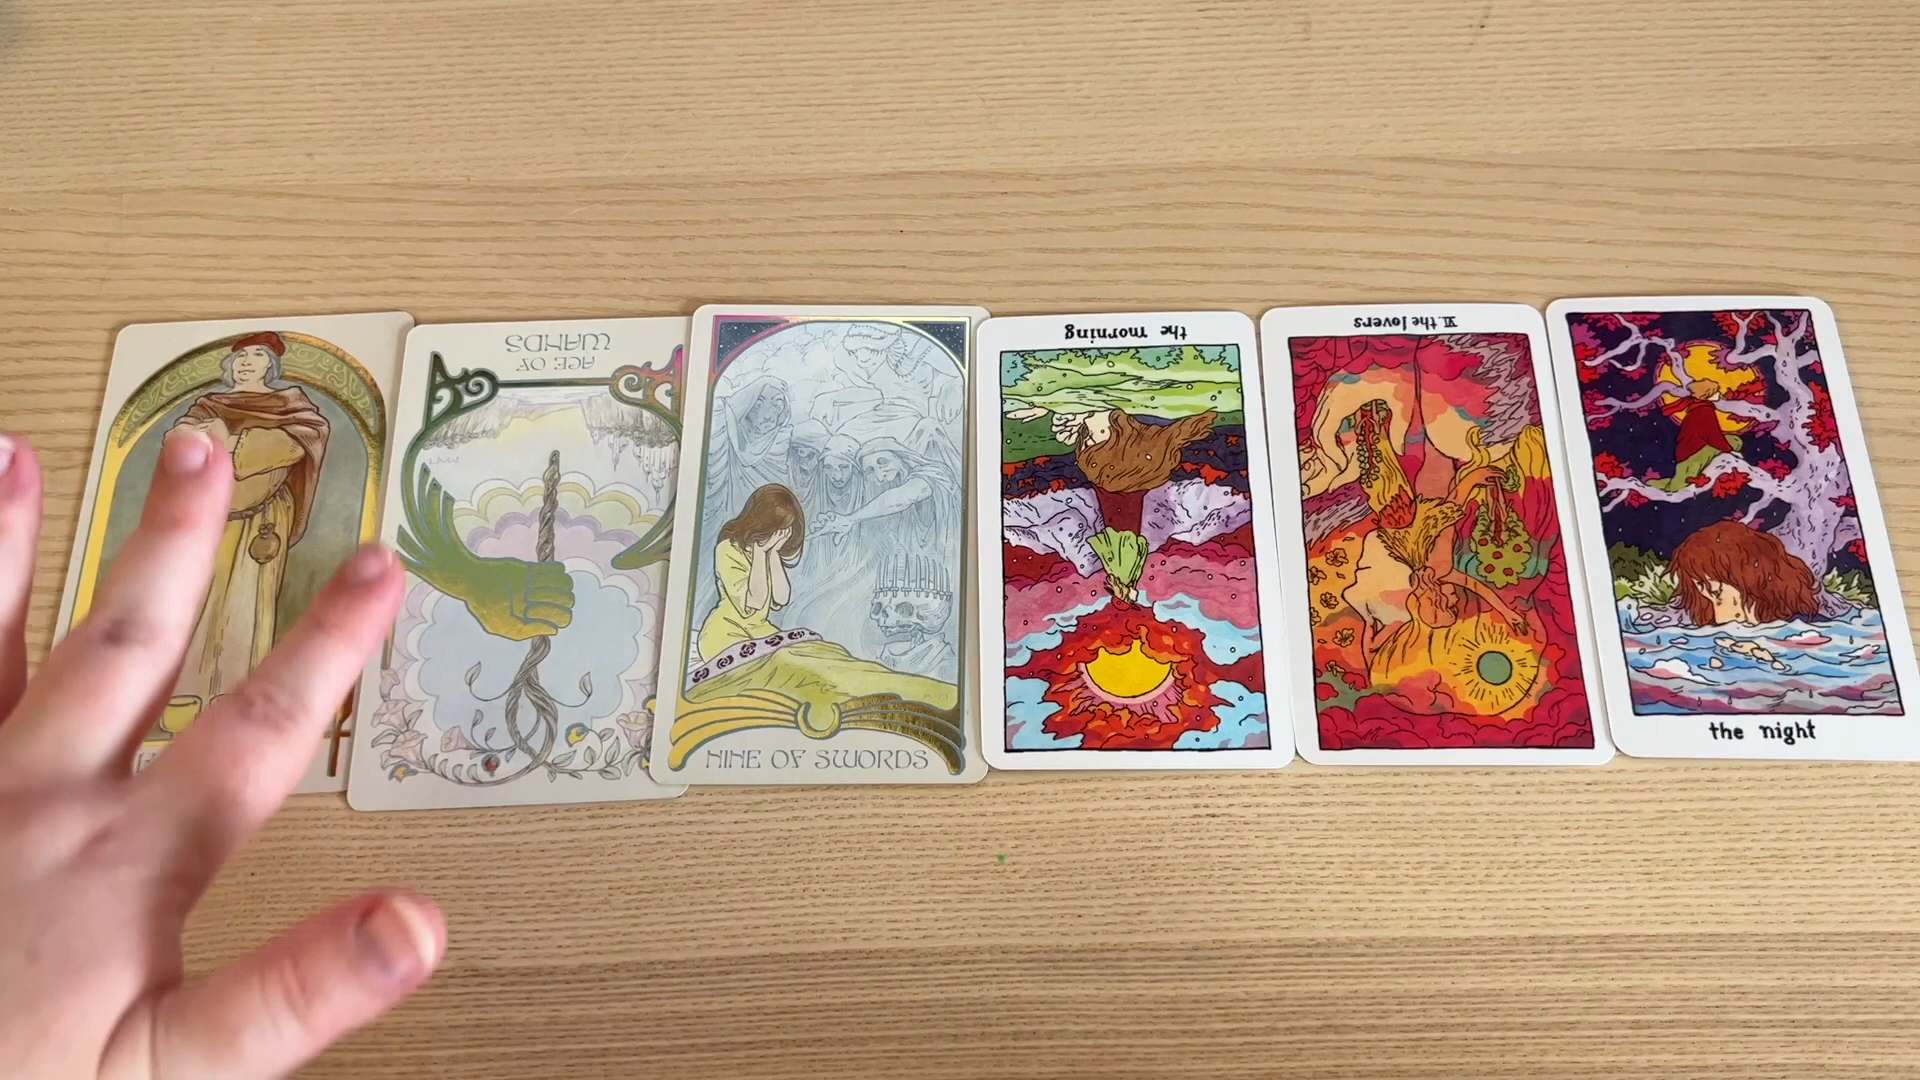 ACE OF
WANDS
NINE OF SWORDS
the morning
VI the lovers
the night